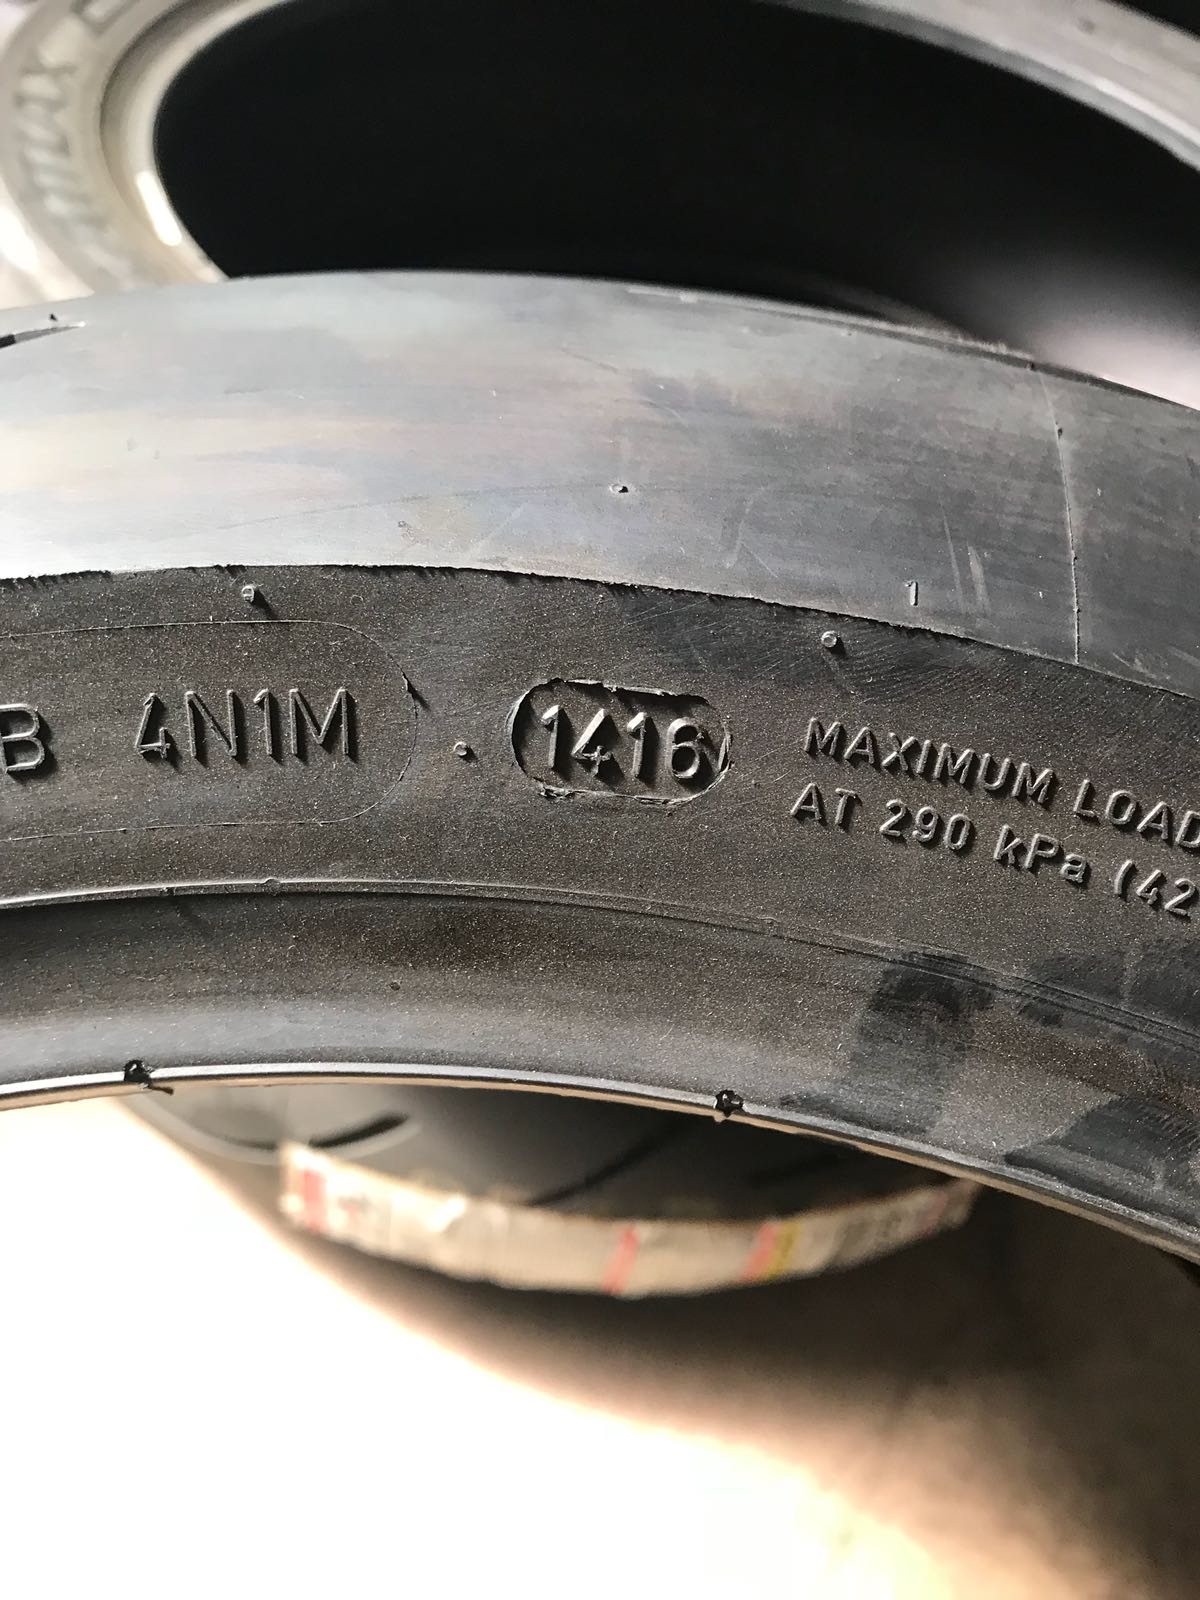 B 4N1M 1416
MAXIMUM LOAD
AT 290 kPa (42